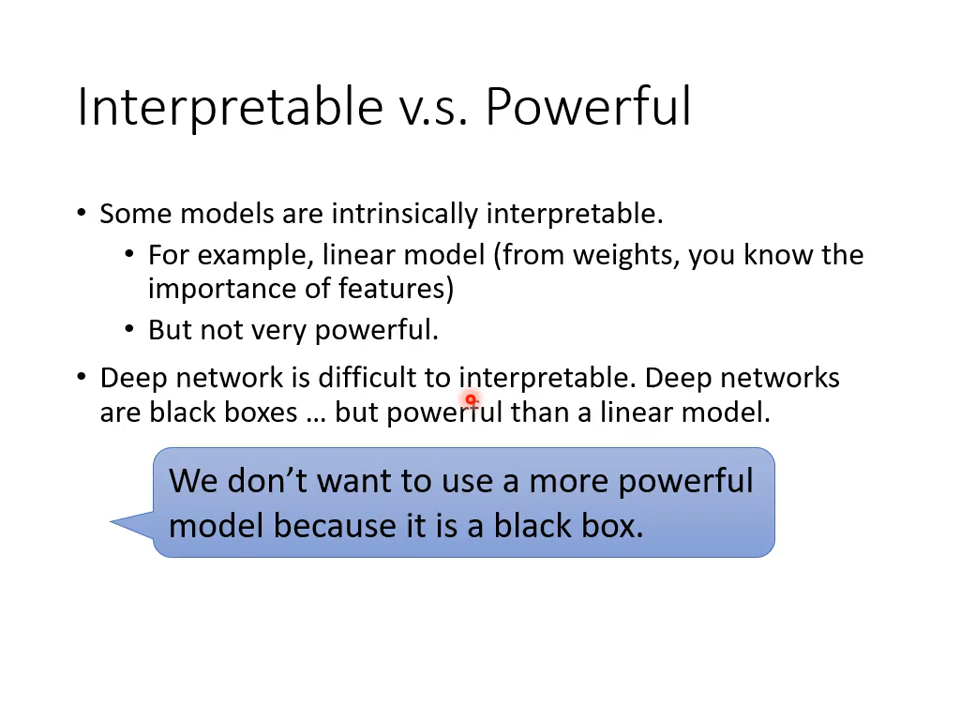 Interpretable v.s. Powerful
• Some models are intrinsically interpretable.
• For example, linear model (from weights, you know the
importance of features)
• But not very powerful.
• Deep network is difficult to interpretable. Deep networks
are black boxes … but powerful than a linear model.
We don’t want to use a more powerful
model because it is a black box.